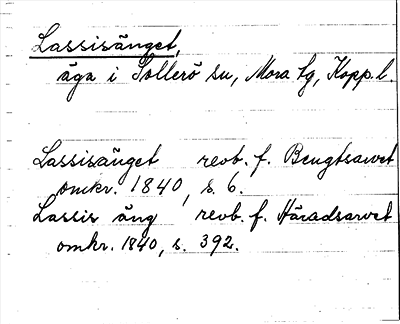 Lassisänget,
äga i Sollerö sn, Mora tg, Kopp. l.
Lassisänget revb. f. Bengtsarvet
omkr. 1840, s. 6.
Lassis äng revb. f. Häradsarvet
omkr. 1840, s. 392.